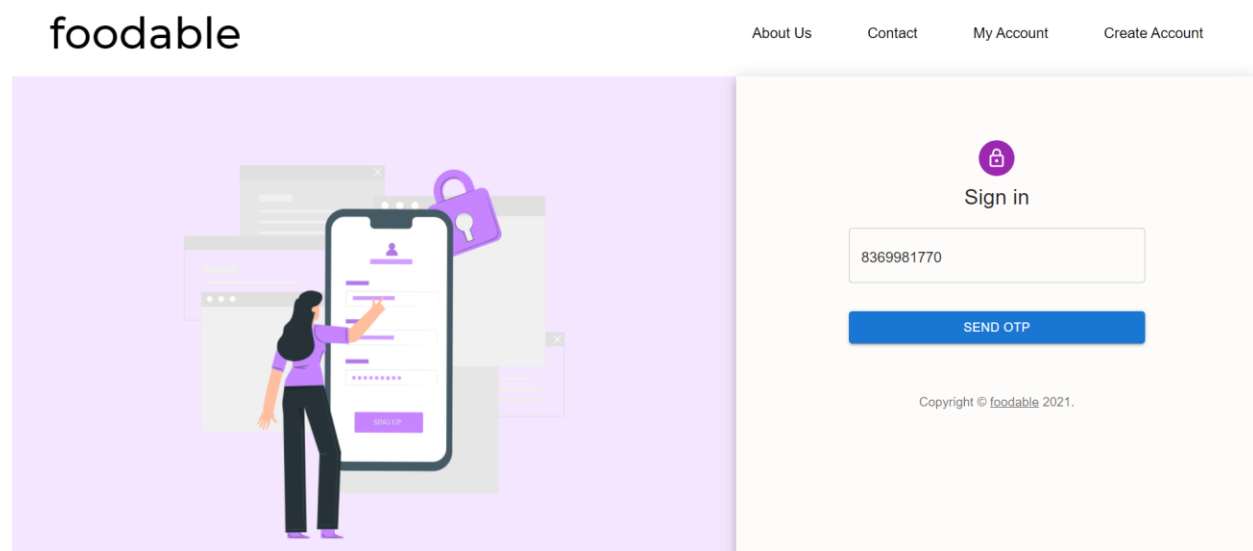 foodable
About Us Contact My Account Create Account
Sign in
8369981770
SEND OTP
SING UP
Copyright © foodable 2021.